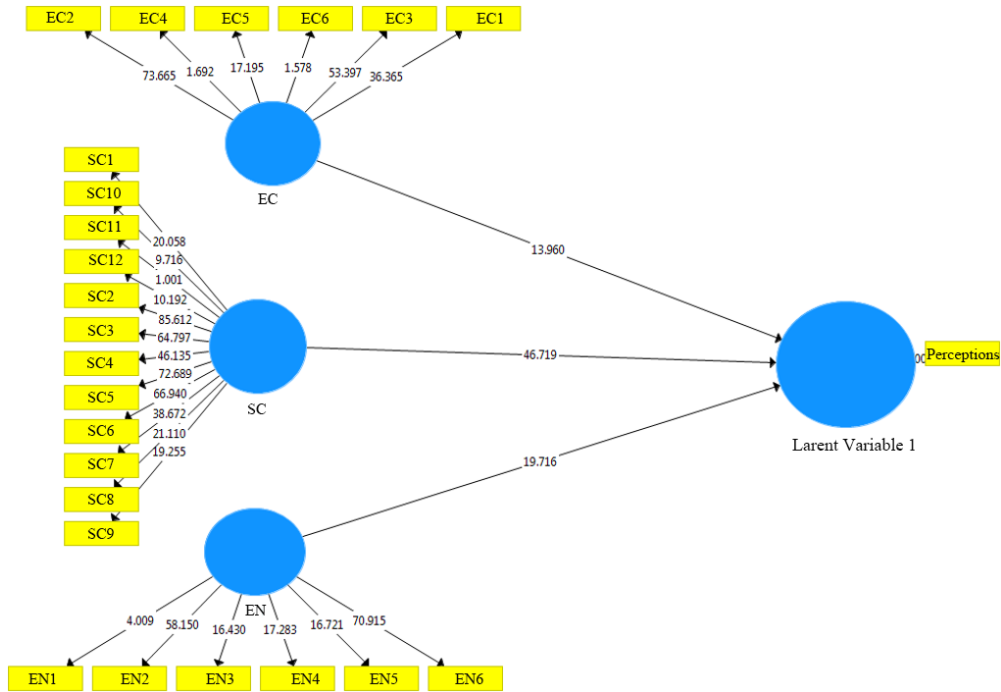 EC2 EC4 EC5 EC6 EC3 EC1
73.665 1.692 17.195 1.578 53.397 36.365
EC
SC1
SC10
SC11
SC12
SC2
SC3
SC4
SC5
SC6
SC7
SC8
SC9
20.058
9.716
1.001
10.192
85.612
64.797
46.135
72.689
66.940
38.672
21.110
19.255
SC
13.960
46.719
19.716
Perceptions
Larent Variable 1
EN
4.009 58.150 16.430 17.283 16.721 70.915
EN1 EN2 EN3 EN4 EN5 EN6